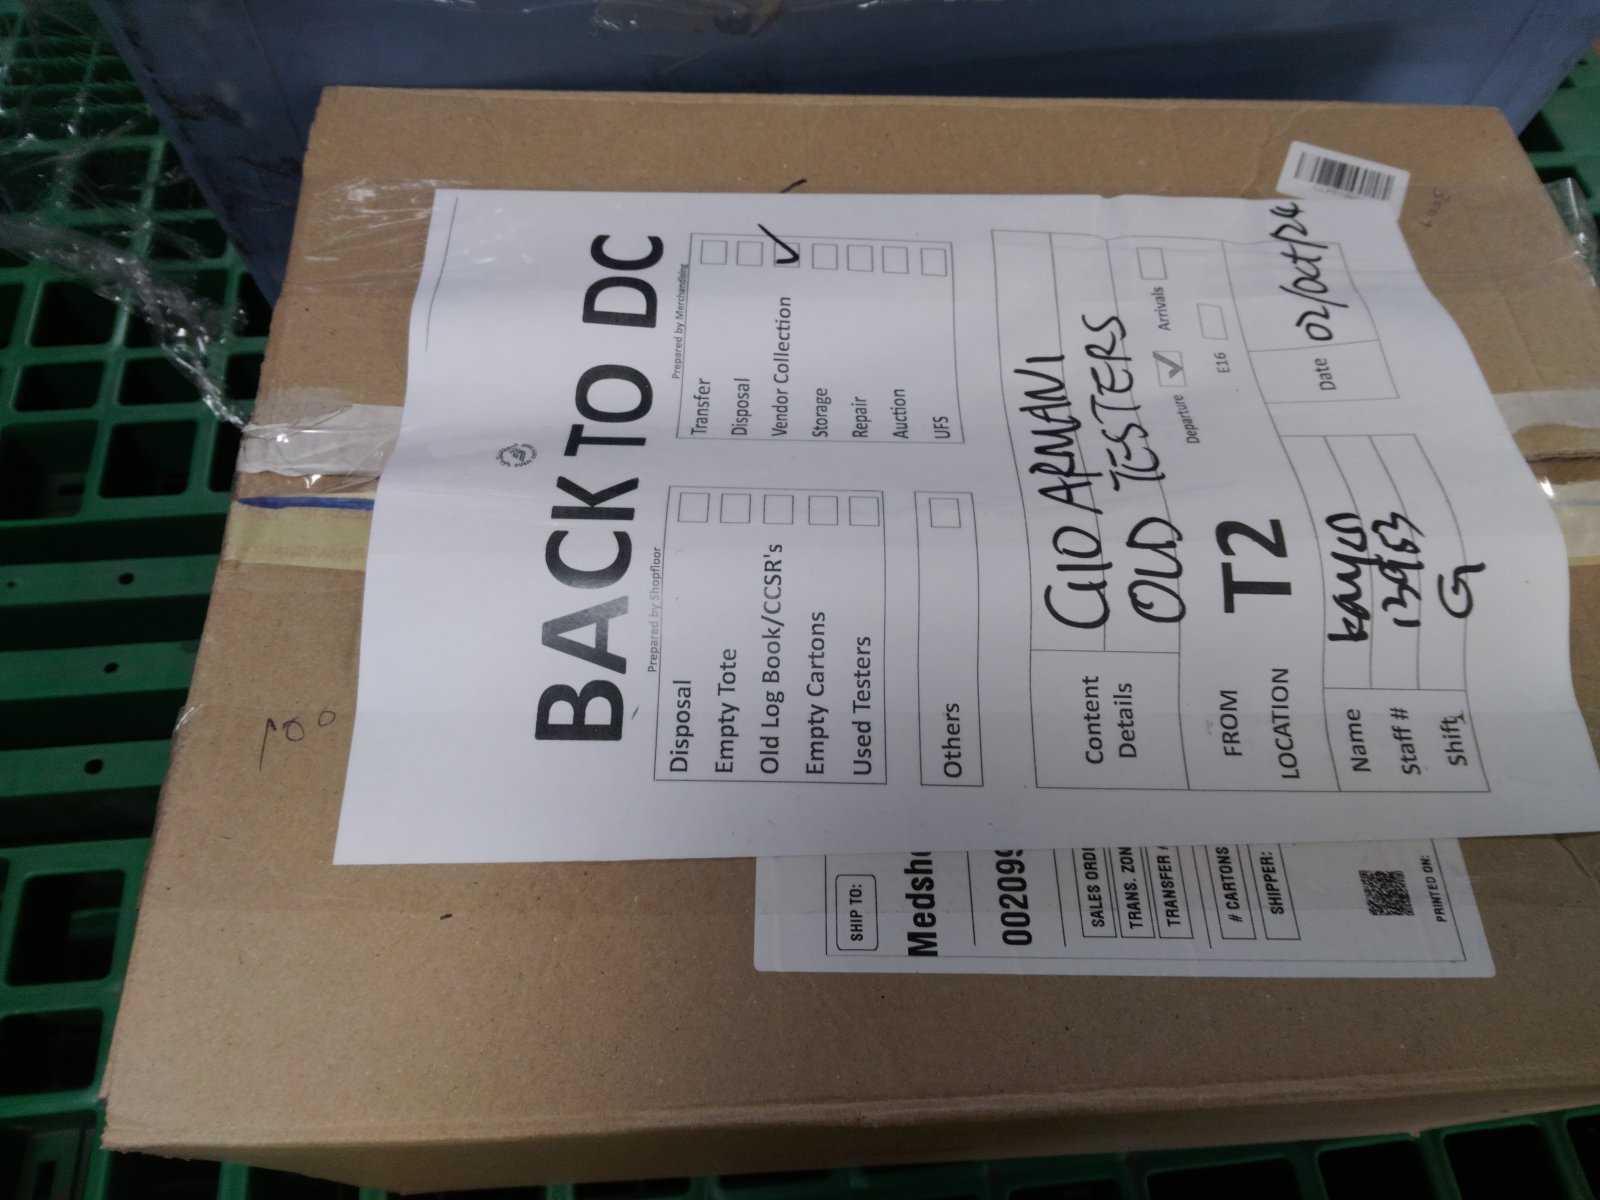 BACK TO DC
Prepared by Shopfloor
Disposal
Empty Tote
Old Log Book/CCSR's
Empty Cartons
Used Testers
Others
Prepared by Merchandising
Transfer
Disposal
Vendor Collection
Storage
Repair
Auction
UFS
Content Details
GIO ARMANI
OLD TESTERS
FROM LOCATION
T2
Departure
Arrivals
E16
Name
Staff # 13963
Shift G
Date 02/Oct/24
SHIP TO:
Medsh
00209
SALES ORD
TRANS. ZON
TRANSFER
# CARTONS
SHIPPER:
PRINTED ON: